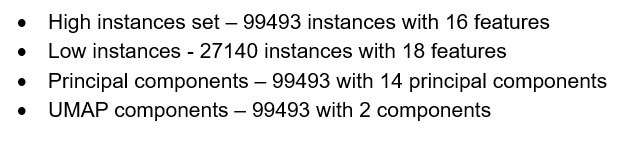 • High instances set – 99493 instances with 16 features
• Low instances - 27140 instances with 18 features
• Principal components – 99493 with 14 principal components
• UMAP components – 99493 with 2 components